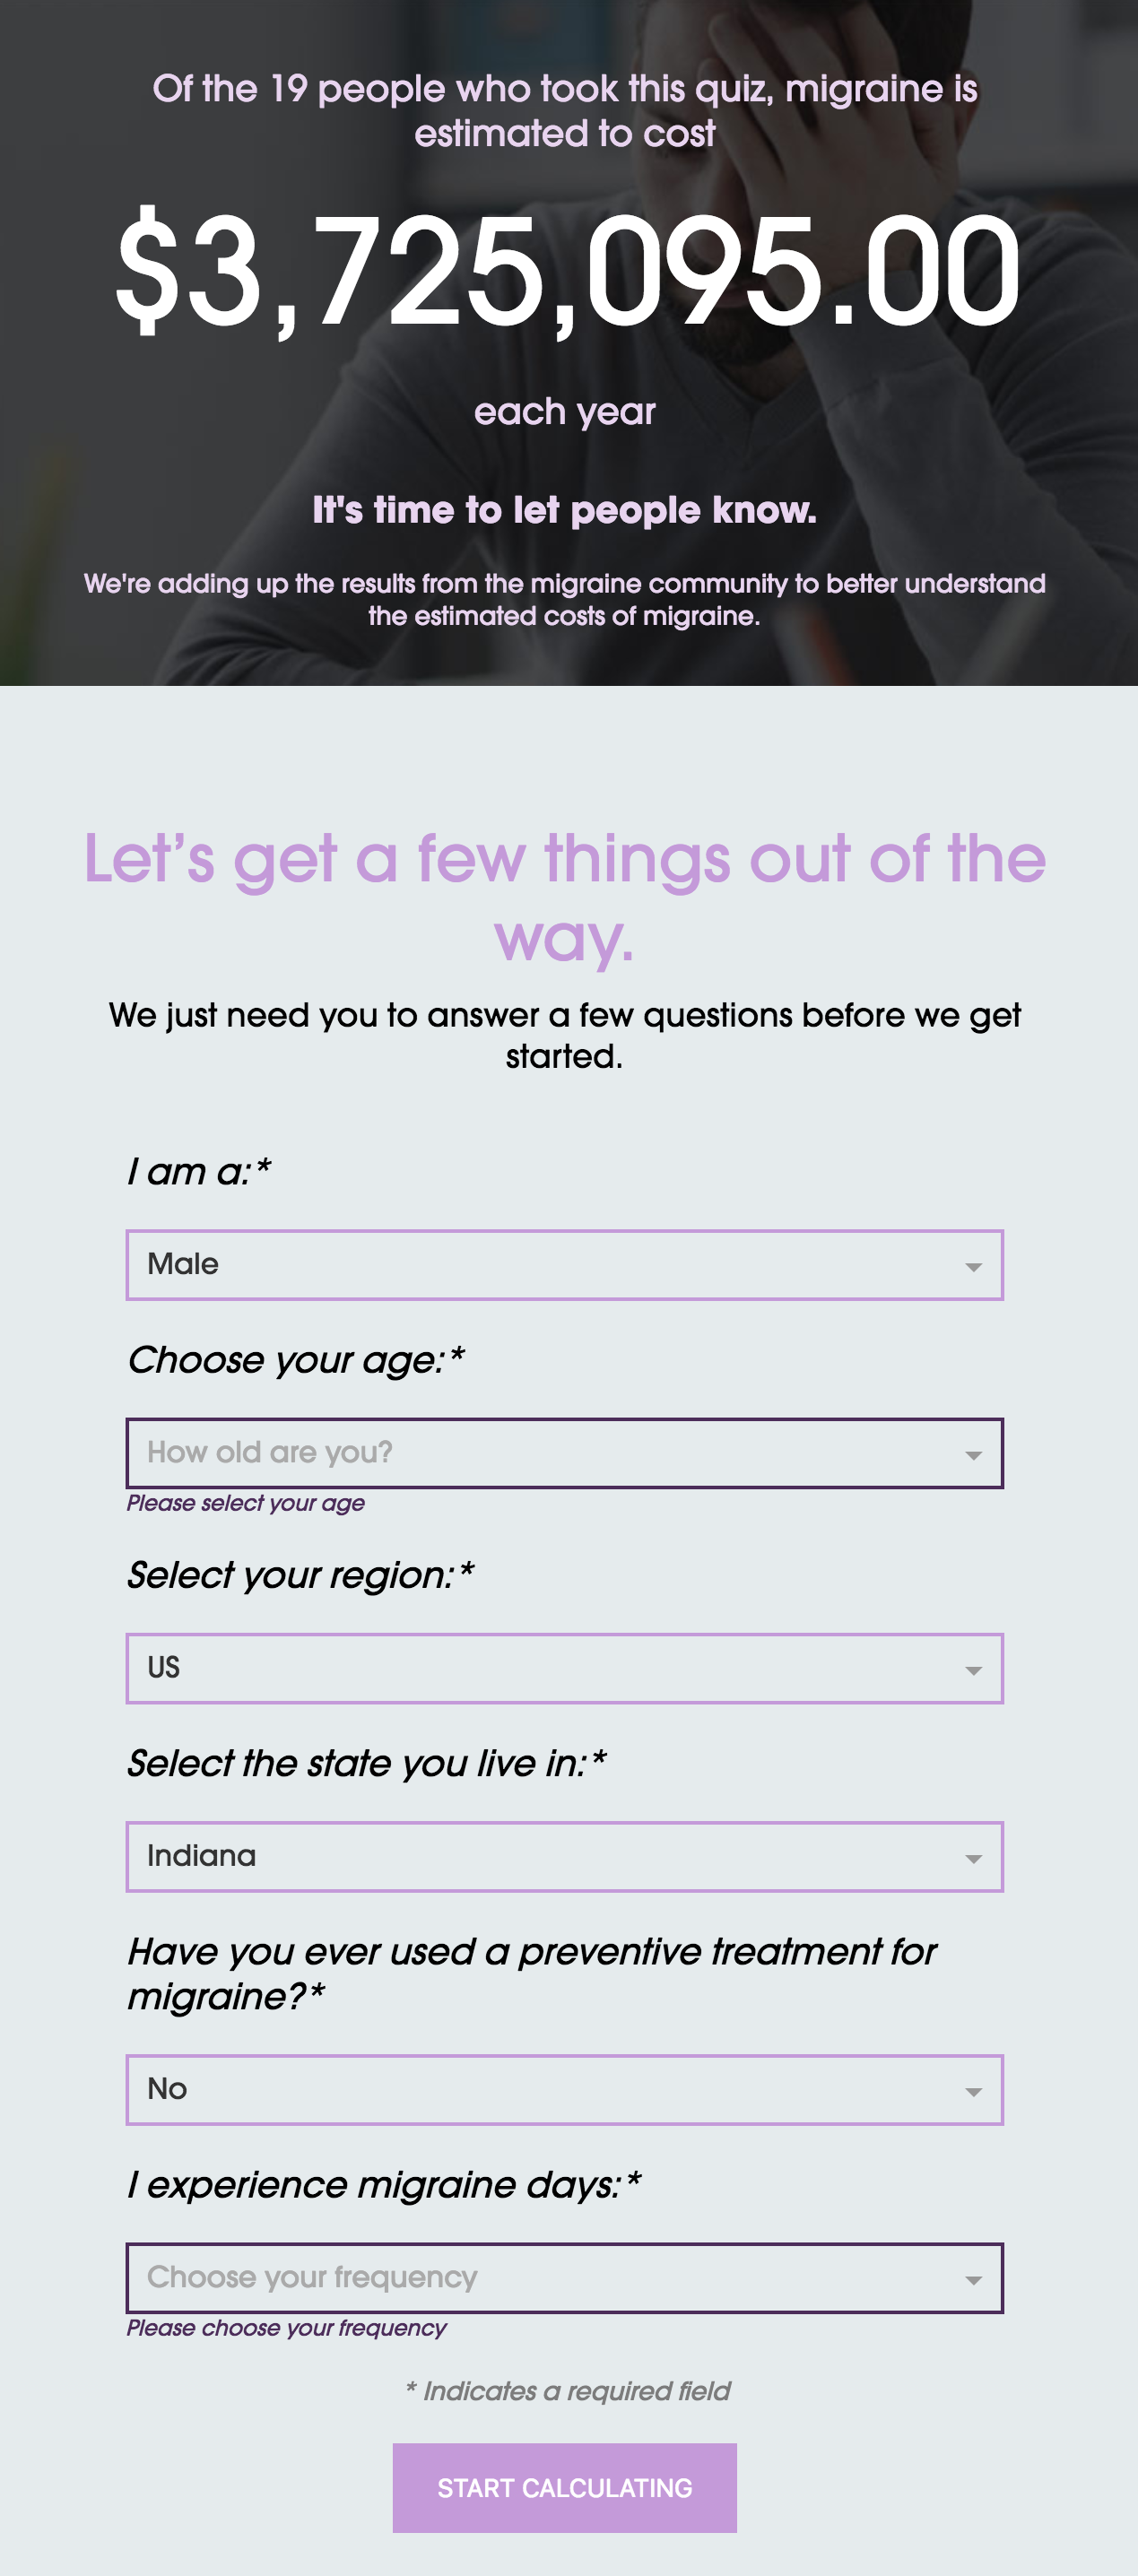 Of the 19 people who took this quiz, migraine is
estimated to cost
$3,725,095.00
each year
It's time to let people know.
We're adding up the results from the migraine community to better understand
the estimated costs of migraine.
Let’s get a few things out of the
way.
We just need you to answer a few questions before we get
started.
I am a:*
Male
Choose your age:*
How old are you?
Please select your age
Select your region:*
US
Select the state you live in:*
Indiana
Have you ever used a preventive treatment for
migraine?*
No
I experience migraine days:*
Choose your frequency
Please choose your frequency
* Indicates a required field
START CALCULATING